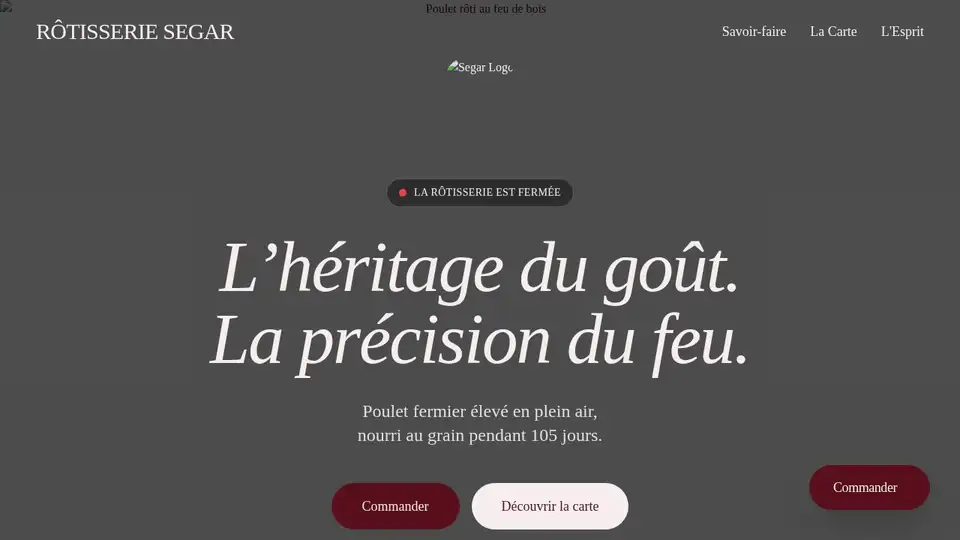 Poulet rôti au feu de bois
RÔTISSERIE SEGAR
Savoir-faire
La Carte
L'Esprit
Segar Logo
LA RÔTISSERIE EST FERMÉE
L’héritage du goût.
La précision du feu.
Poulet fermier élevé en plein air,
nourri au grain pendant 105 jours.
Commander
Découvrir la carte
Commander